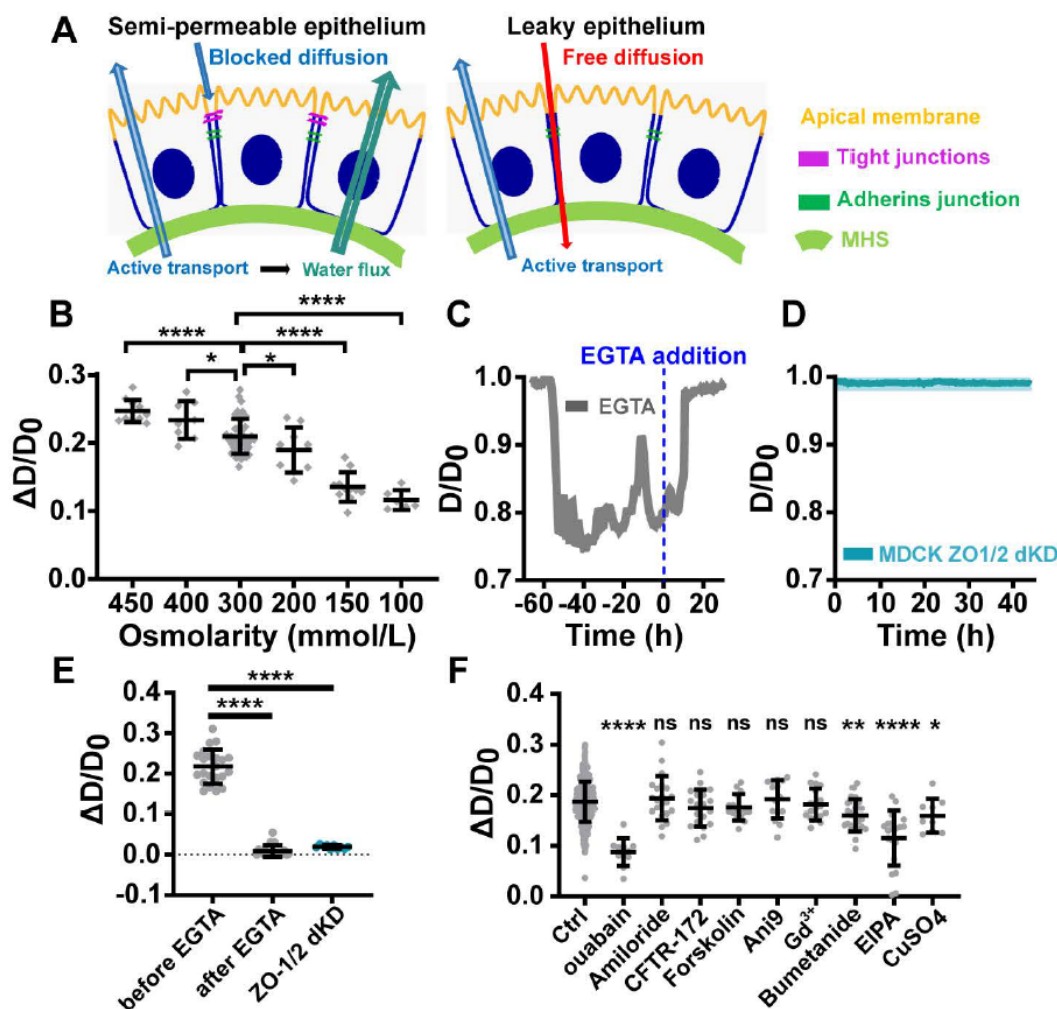 A
Semi-permeable epithelium
Blocked diffusion
Leaky epithelium
Free diffusion
Apical membrane
Tight junctions
Adherins junction
MHS
Active transport
Water flux
Active transport
B
****
****
****
*
*
ΔD/D0
0.3
0.2
0.1
0.0
450
400
300
200
150
100
Osmolarity (mmol/L)
C
EGTA addition
EGTA
D/D0
1.0
0.9
0.8
0.7
-60
-40
-20
0
20
Time (h)
D
D/D0
1.0
0.9
0.8
0.7
MDCK ZO1/2 dKD
0
10
20
30
40
Time (h)
E
****
****
ΔD/D0
0.4
0.3
0.2
0.1
0.0
-0.1
before EGTA
after EGTA
ZO-1/2 dKD
F
ΔD/D0
0.4
0.3
0.2
0.1
0.0
**** ns ns ns ns ns ** **** *
Ctrl
ouabain
Amiloride
CFTR-172
Forskolin
Ani9
Gd3+
Bumetanide
EIPA
CuSO4